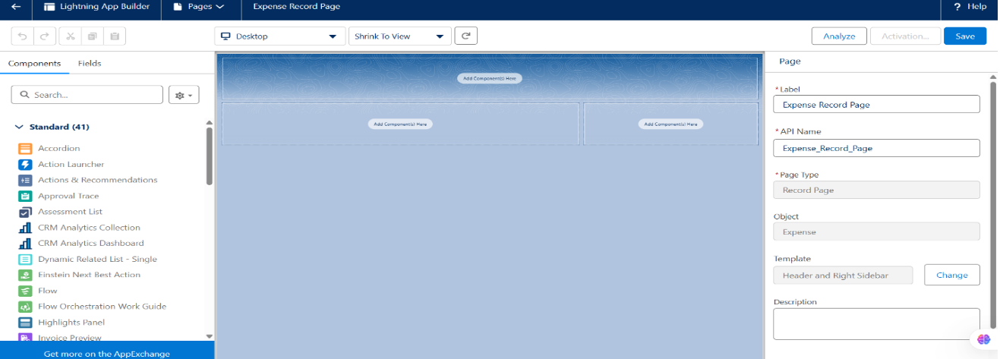 Lightning App Builder
Pages
Expense Record Page
? Help
Desktop
Shrink To View
Analyze
Activation...
Save
Components
Fields
Search...
Standard (41)
Accordion
Action Launcher
Actions & Recommendations
Approval Trace
Assessment List
CRM Analytics Collection
CRM Analytics Dashboard
Dynamic Related List - Single
Einstein Next Best Action
Flow
Flow Orchestration Work Guide
Highlights Panel
Invoice Preview
Get more on the AppExchange
Add Component(s) Here
Add Component(s) Here
Add Component(s) Here
Page
*Label
Expense Record Page
*API Name
Expense_Record_Page
*Page Type
Record Page
Object
Expense
Template
Header and Right Sidebar
Change
Description